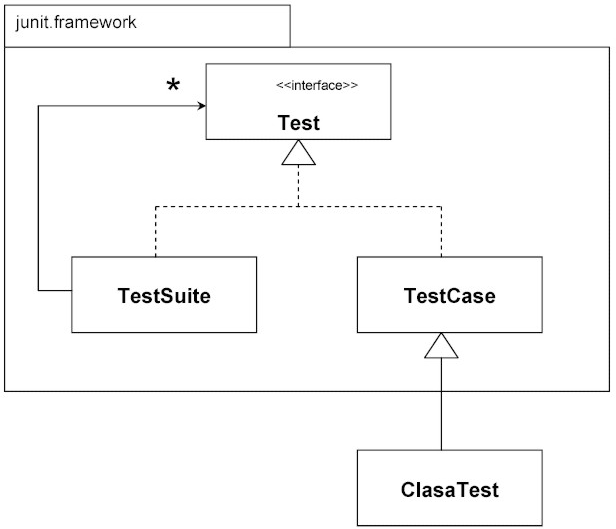 junit.framework
*
<<interface>>
Test
TestSuite
TestCase
ClasaTest